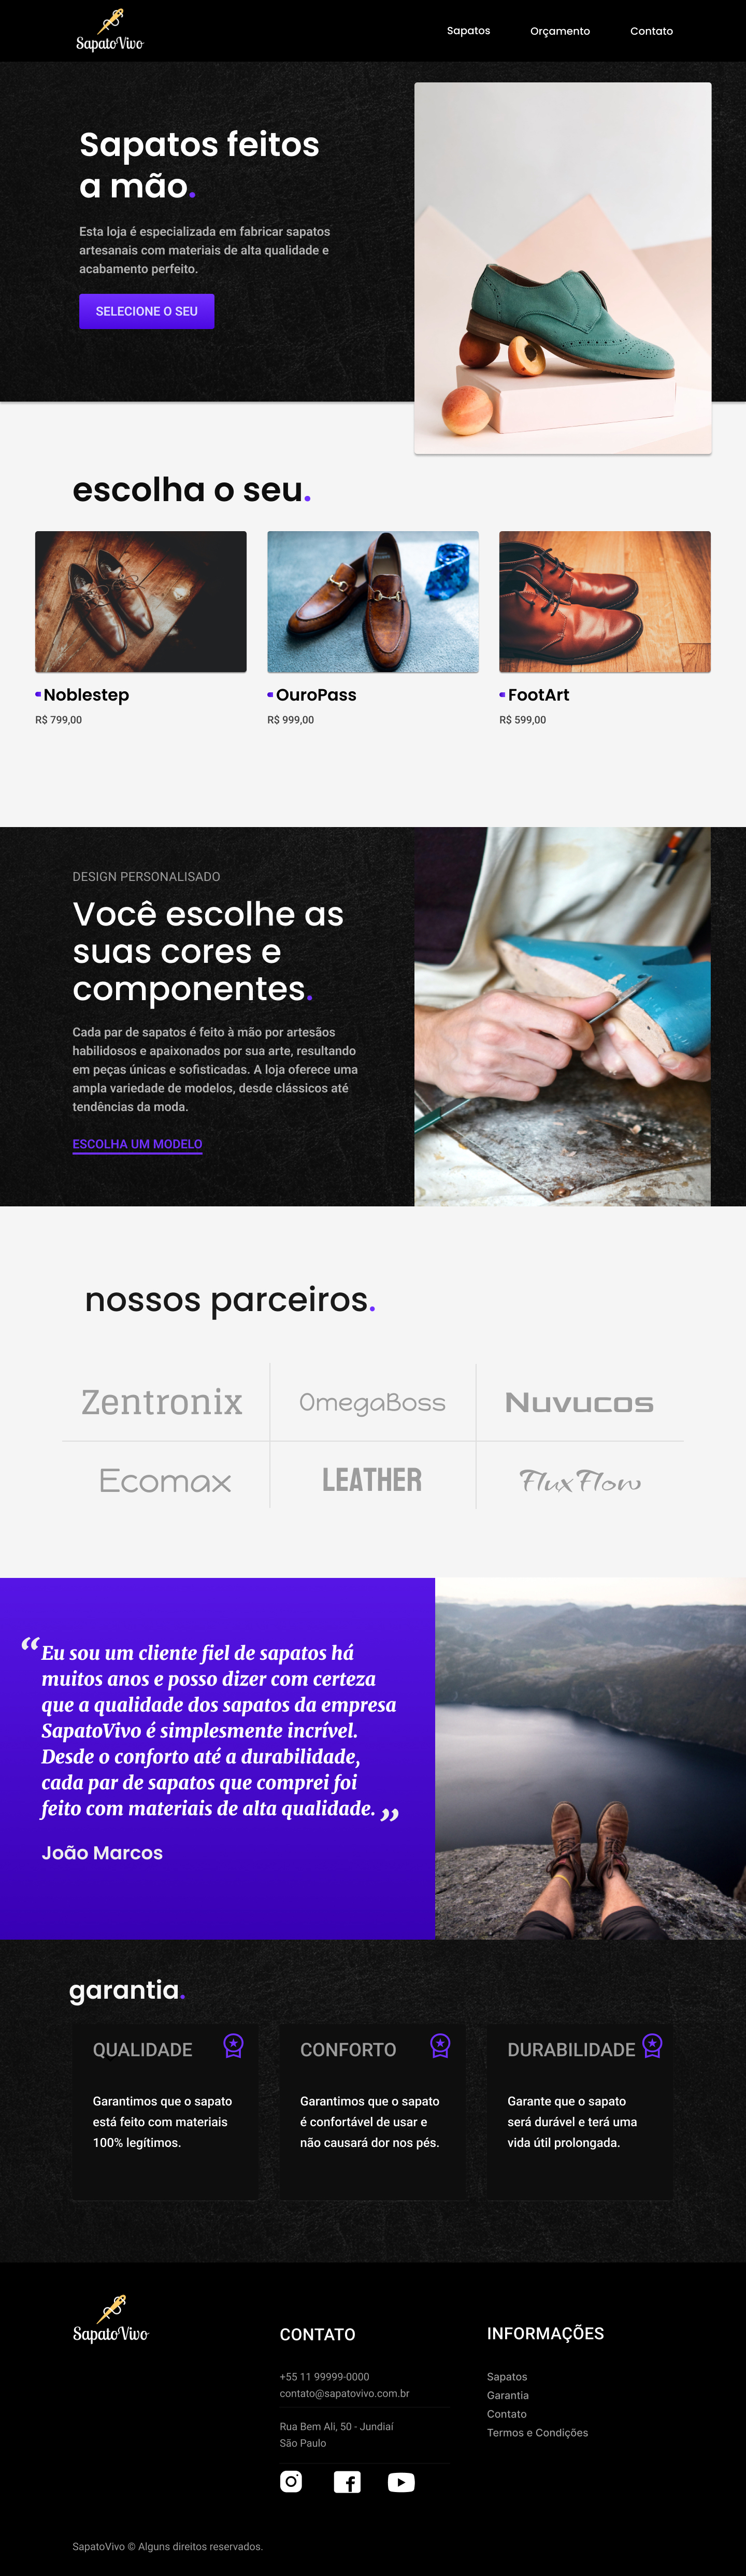 SapatoVivo
Sapatos
Orçamento
Contato
Sapatos feitos
a mão.
Esta loja é especializada em fabricar sapatos
artesanais com materiais de alta qualidade e
acabamento perfeito.
SELECIONE O SEU
escolha o seu.
Noblestep
R$ 799,00
OuroPass
R$ 999,00
FootArt
R$ 599,00
DESIGN PERSONALISADO
Você escolhe as
suas cores e
componentes.
Cada par de sapatos é feito à mão por artesãos
habilidosos e apaixonados por sua arte, resultando
em peças únicas e sofisticadas. A loja oferece uma
ampla variedade de modelos, desde clássicos até
tendências da moda.
ESCOLHA UM MODELO
nossos parceiros.
Zentronix
OmegaBoss
Nuvucos
Ecomax
LEATHER
FluxFlow
“Eu sou um cliente fiel de sapatos há
muitos anos e posso dizer com certeza
que a qualidade dos sapatos da empresa
SapatoVivo é simplesmente incrível.
Desde o conforto até a durabilidade,
cada par de sapatos que comprei foi
feito com materiais de alta qualidade.”
João Marcos
garantia.
QUALIDADE
Garantimos que o sapato
está feito com materiais
100% legítimos.
CONFORTO
Garantimos que o sapato
é confortável de usar e
não causará dor nos pés.
DURABILIDADE
Garante que o sapato
será durável e terá uma
vida útil prolongada.
SapatoVivo
CONTATO
+55 11 99999-0000
contato@sapatovivo.com.br
Rua Bem Ali, 50 - Jundiaí
São Paulo
INFORMAÇÕES
Sapatos
Garantia
Contato
Termos e Condições
SapatoVivo © Alguns direitos reservados.